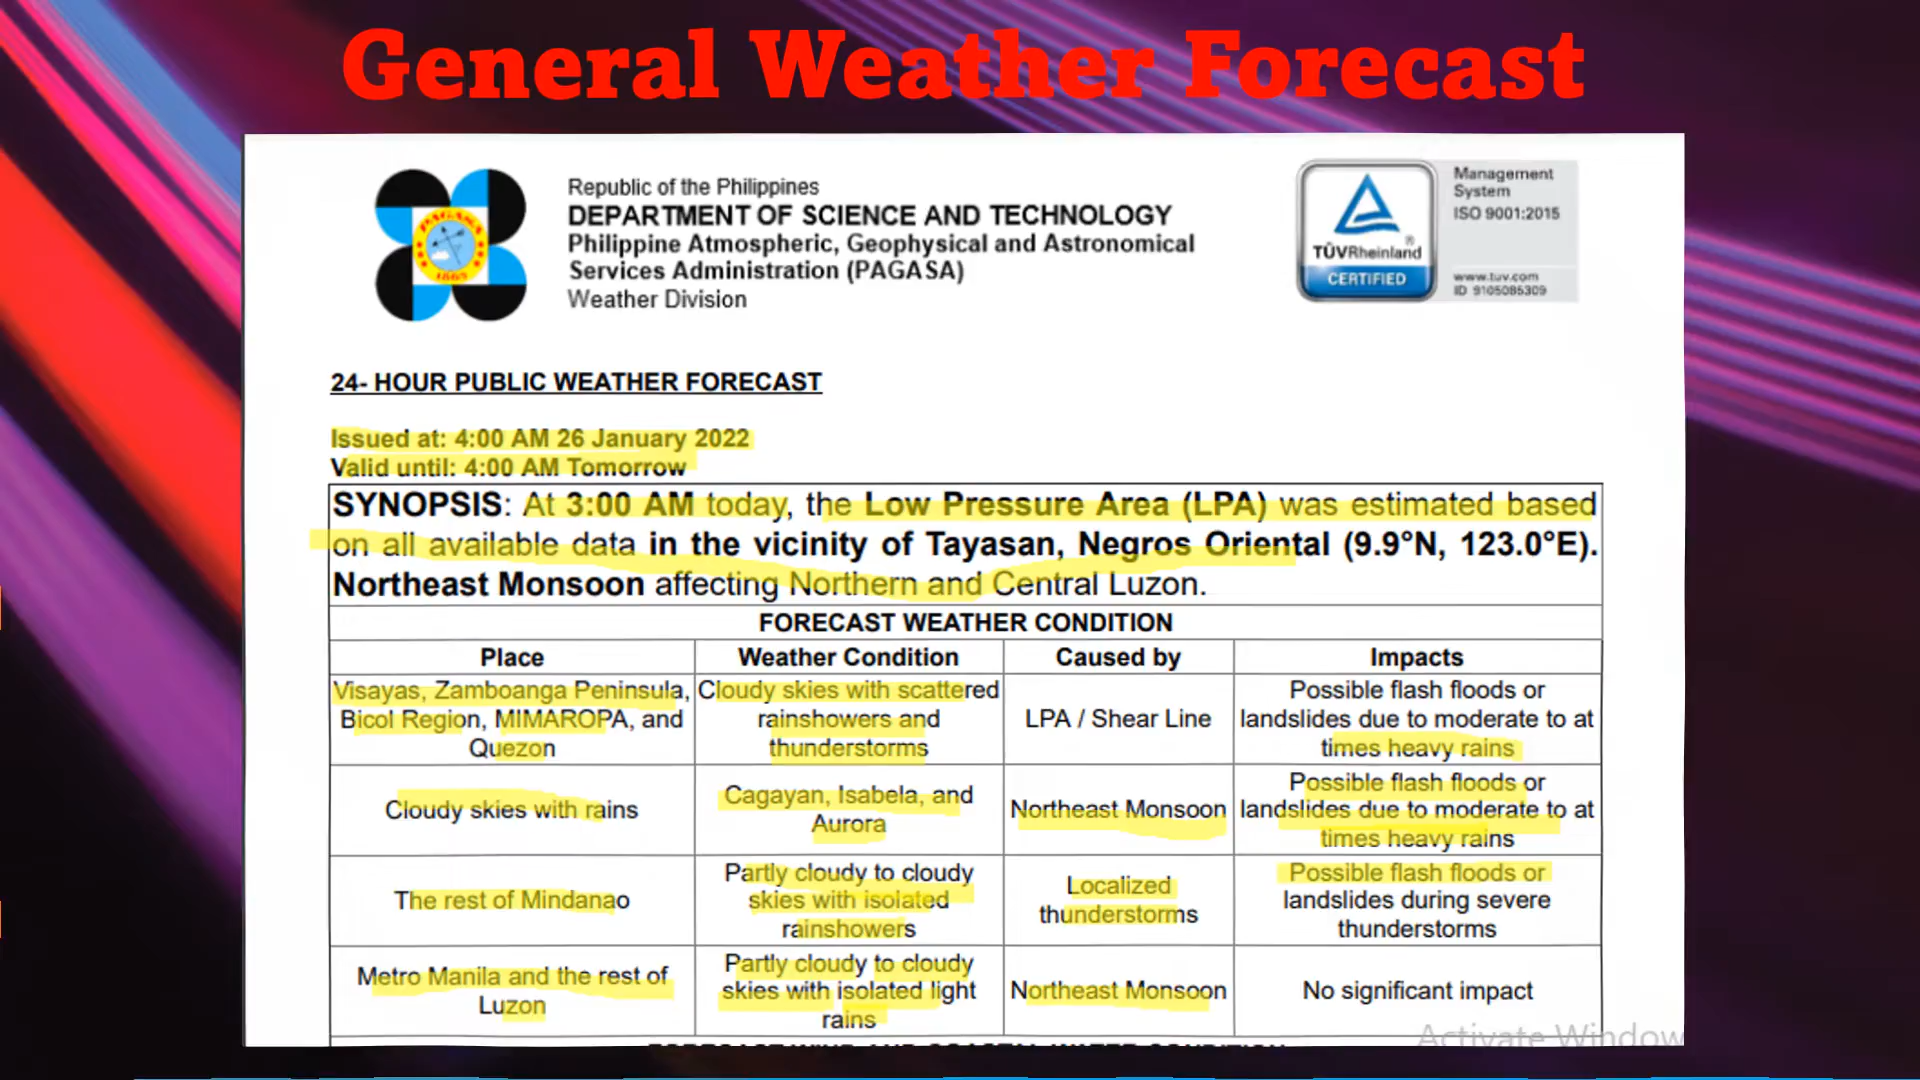 General Weather Forecast
Republic of the Philippines
DEPARTMENT OF SCIENCE AND TECHNOLOGY
Philippine Atmospheric, Geophysical and Astronomical
Services Administration (PAGASA)
Weather Division
PAGASA
1865
TÜVRheinland®
CERTIFIED
Management
System
ISO 9001:2015
www.tuv.com
ID 9105085309
24- HOUR PUBLIC WEATHER FORECAST
Issued at: 4:00 AM 26 January 2022
Valid until: 4:00 AM Tomorrow
SYNOPSIS: At 3:00 AM today, the Low Pressure Area (LPA) was estimated based
on all available data in the vicinity of Tayasan, Negros Oriental (9.9°N, 123.0°E).
Northeast Monsoon affecting Northern and Central Luzon.
FORECAST WEATHER CONDITION
Place Weather Condition Caused by Impacts
Visayas, Zamboanga Peninsula,
Bicol Region, MIMAROPA, and
Quezon
Cloudy skies with scattered
rainshowers and
thunderstorms
LPA / Shear Line
Possible flash floods or
landslides due to moderate to at
times heavy rains
Cloudy skies with rains
Cagayan, Isabela, and
Aurora
Northeast Monsoon
Possible flash floods or
landslides due to moderate to at
times heavy rains
The rest of Mindanao
Partly cloudy to cloudy
skies with isolated
rainshowers
Localized
thunderstorms
Possible flash floods or
landslides during severe
thunderstorms
Metro Manila and the rest of
Luzon
Partly cloudy to cloudy
skies with isolated light
rains
Northeast Monsoon
No significant impact
Activate Window